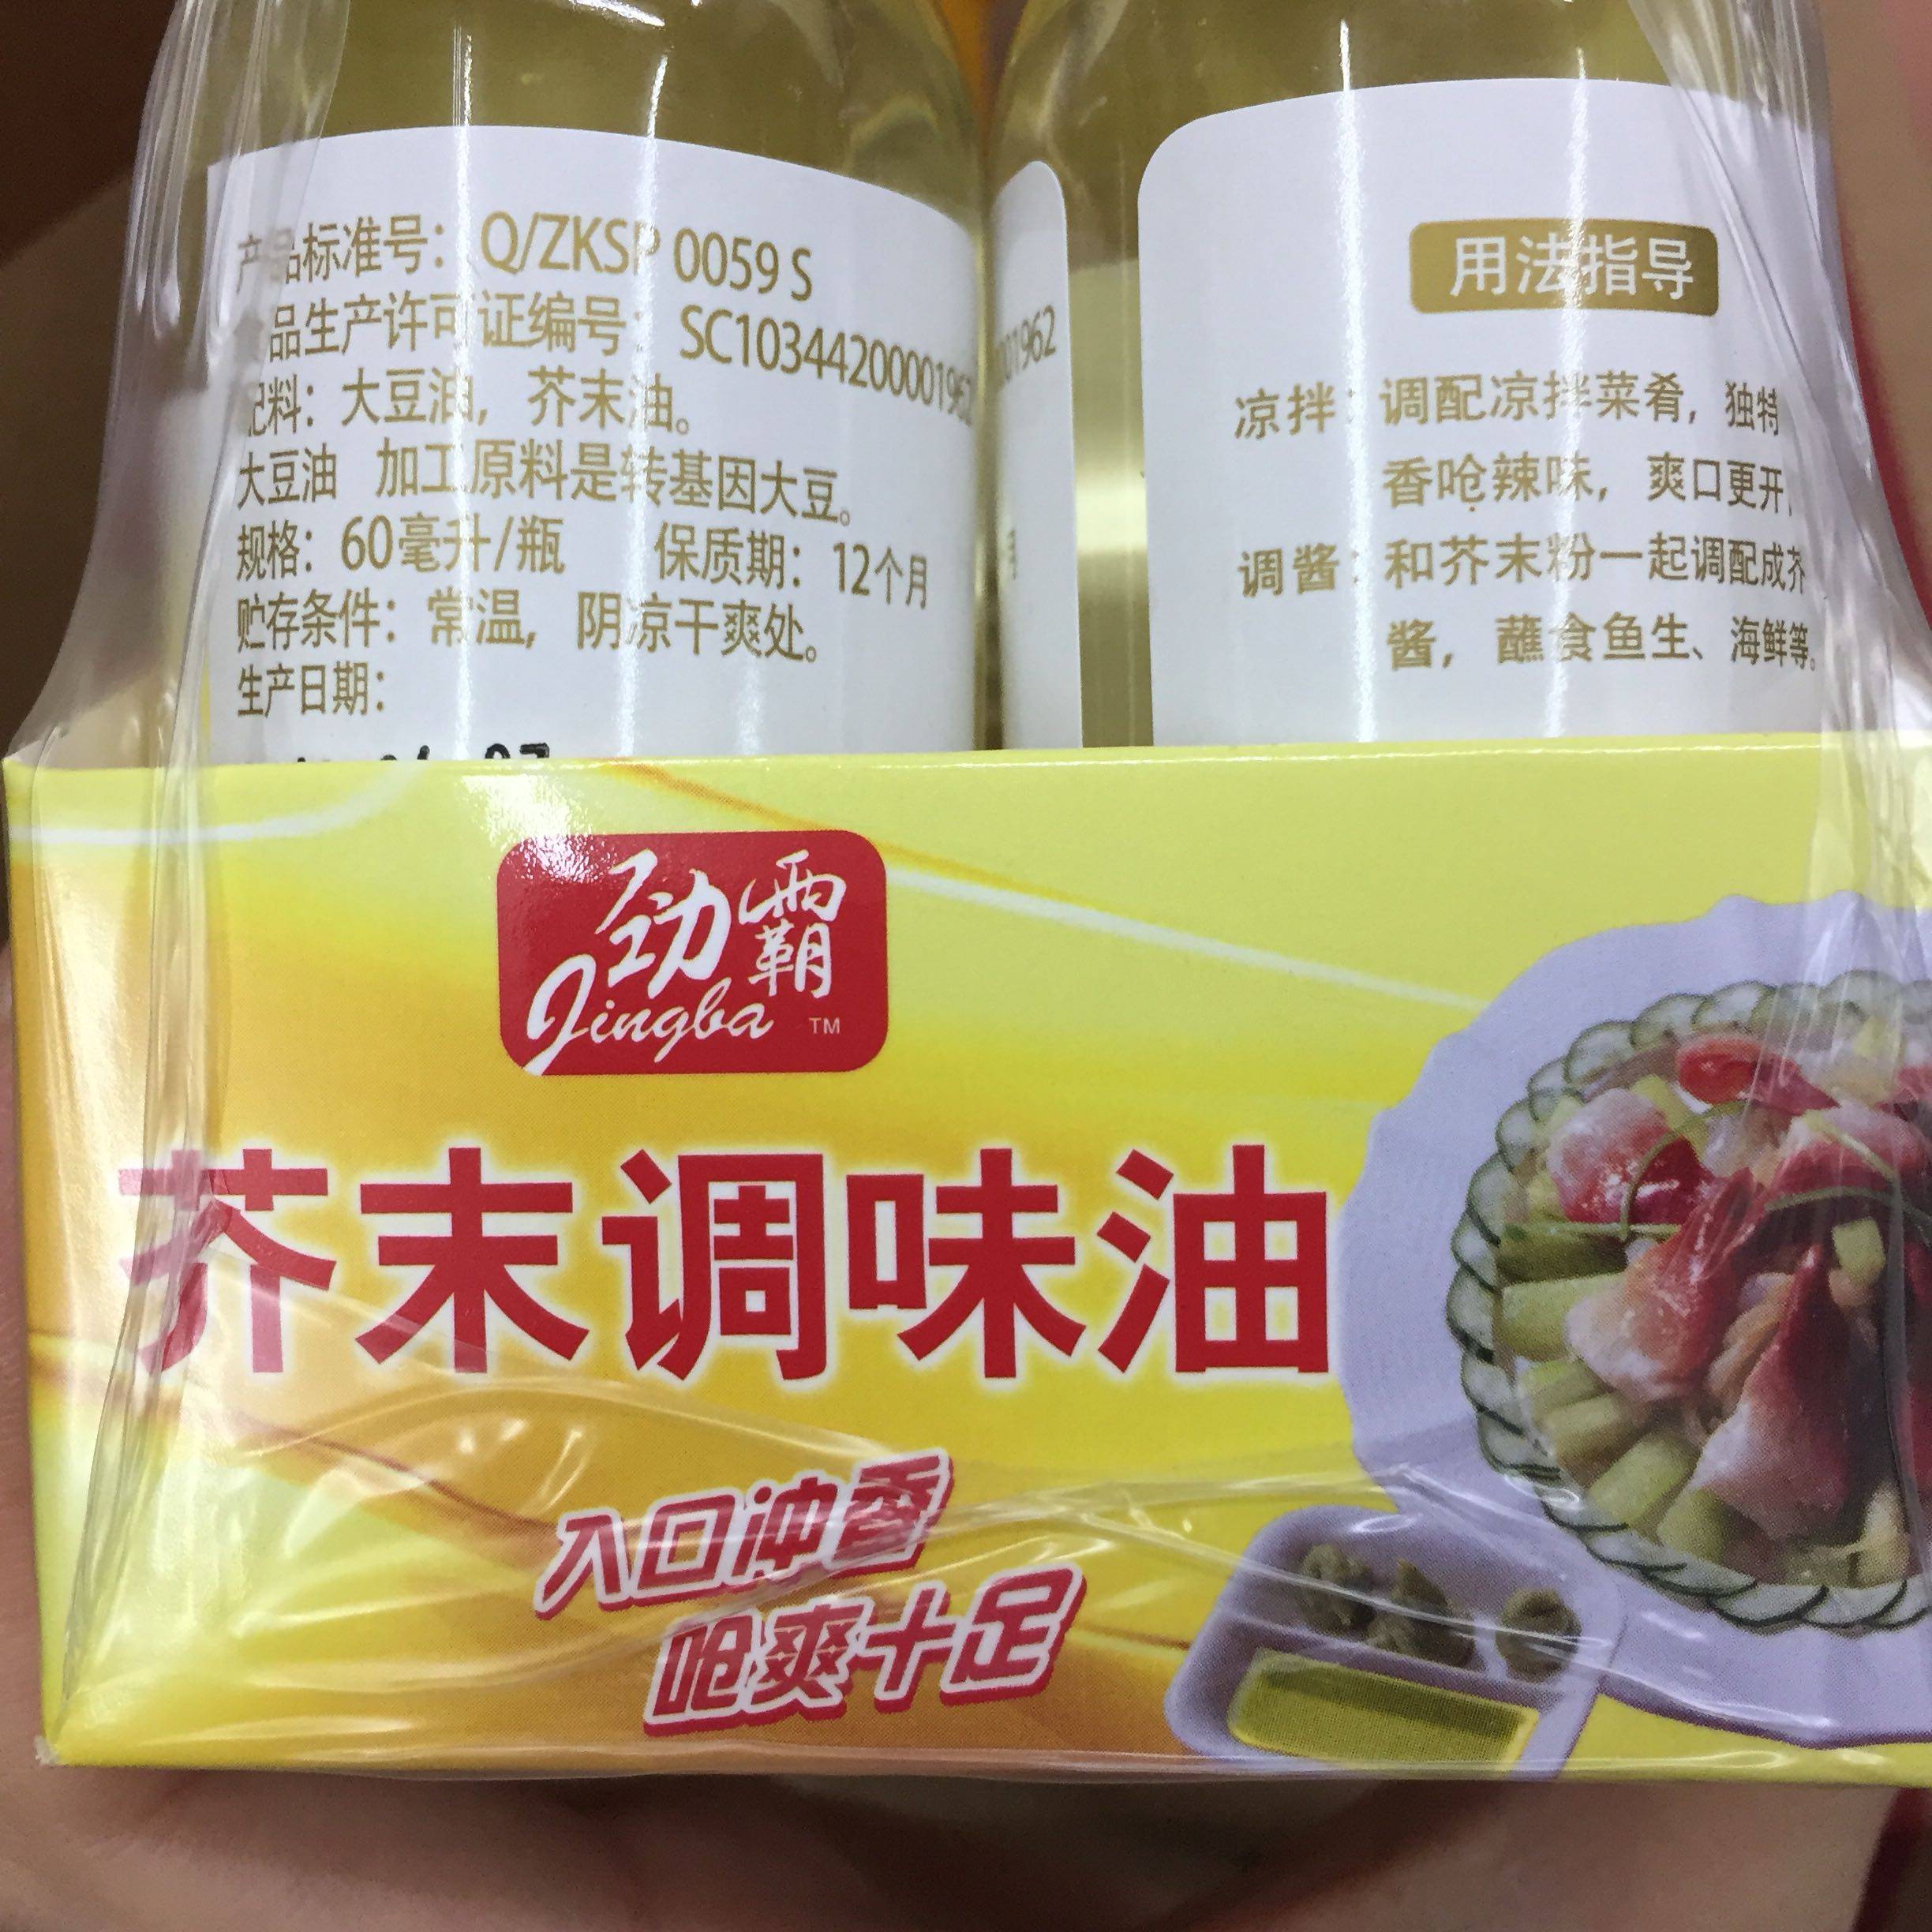 产品标准号：Q/ZKSP 0059 S
食品生产许可证编号：SC10344200001962
配料：大豆油，芥末油。
大豆油 加工原料是转基因大豆。
规格：60毫升/瓶 保质期：12个月
贮存条件：常温，阴凉干爽处。
生产日期：
001962
用法指导
凉拌：调配凉拌菜肴，独特
香呛辣味，爽口更开
调酱：和芥末粉一起调配成芥
酱，蘸食鱼生、海鲜等。
劲霸
Jingba TM
芥末调味油
入口冲香
呛爽十足